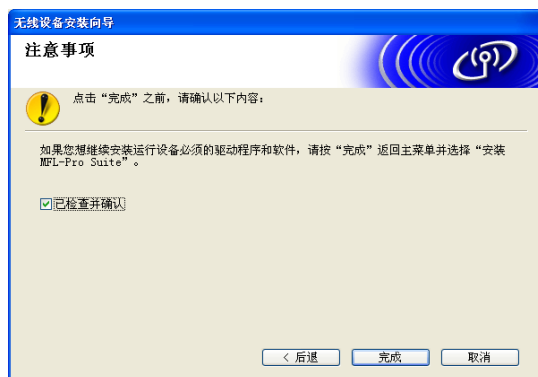 无线设备安装向导
注意事项
点击“完成”之前，请确认以下内容：
如果您想继续安装运行设备必须的驱动程序和软件，请按“完成”返回主菜单并选择“安装
MFL-Pro Suite”。
已检查并确认
< 后退
完成
取消